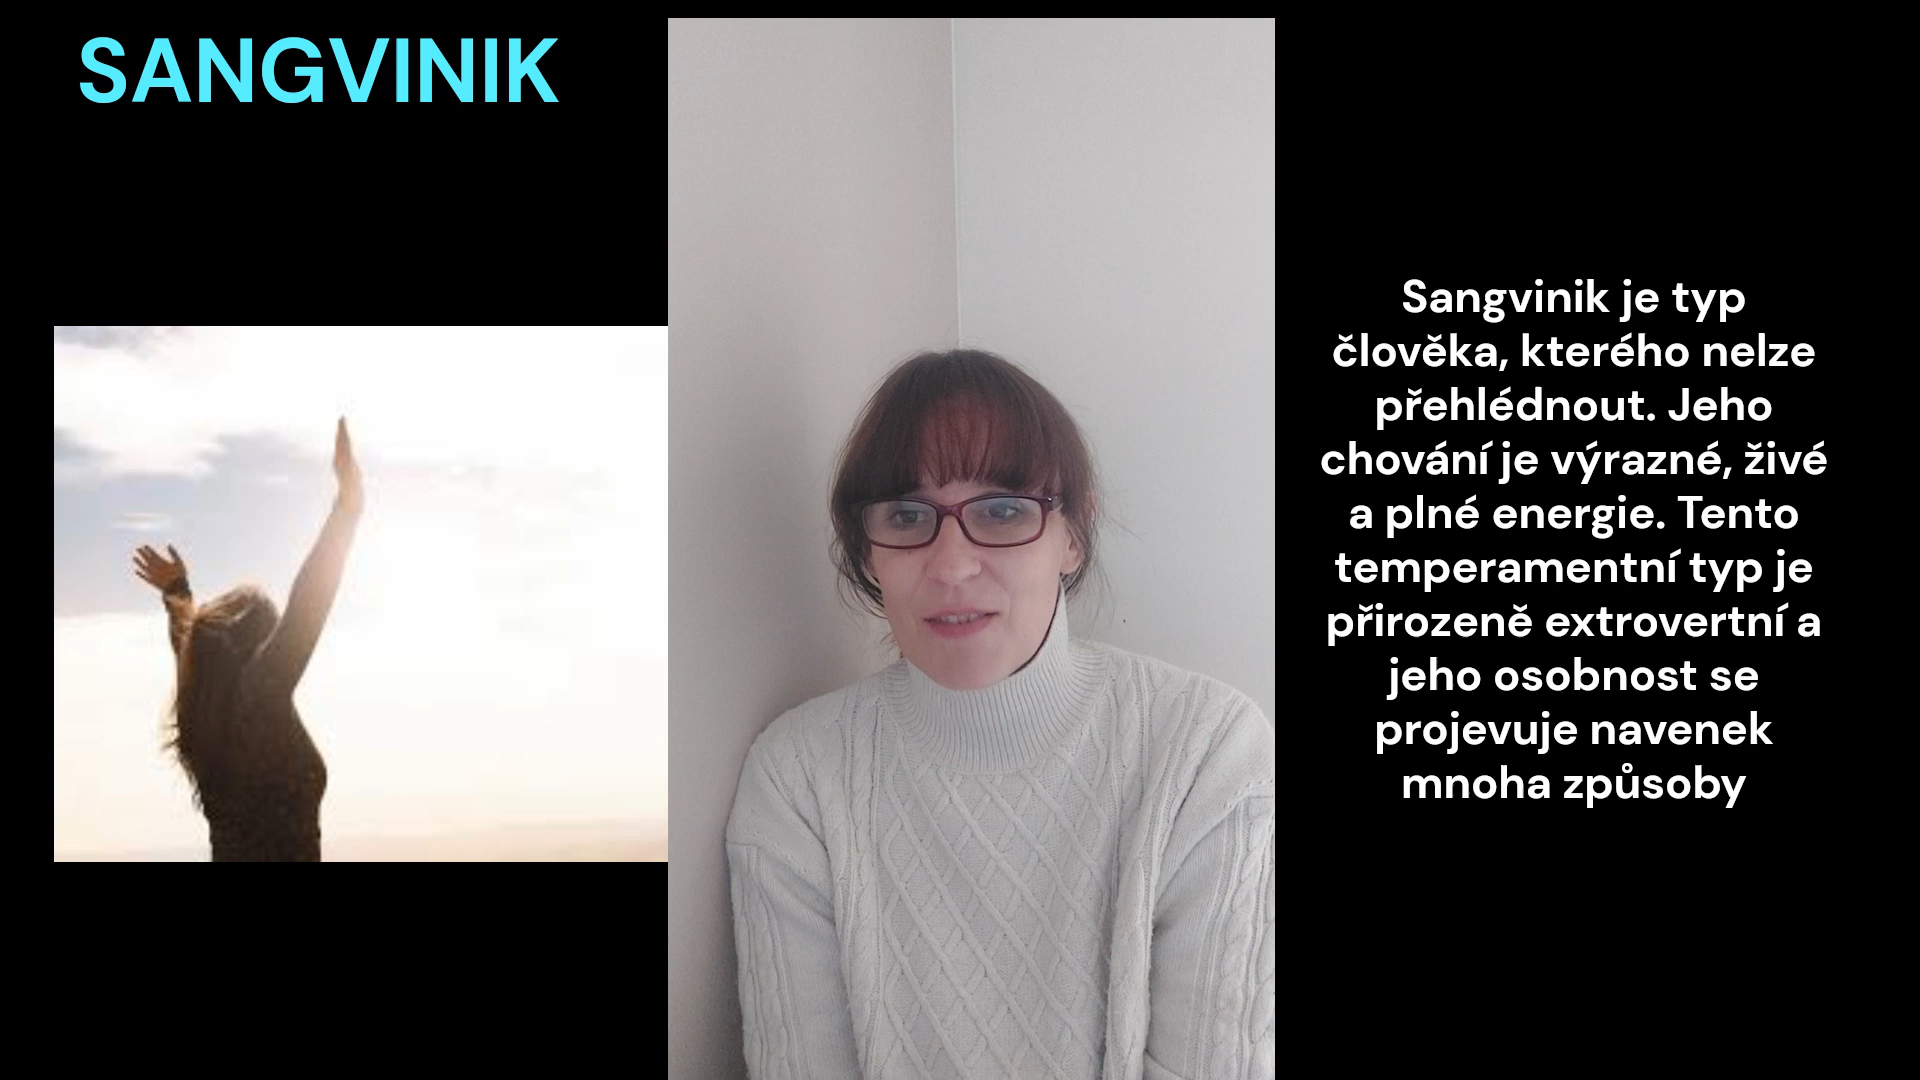 SANGVINIK
Sangvinik je typ
člověka, kterého nelze
přehlédnout. Jeho
chování je výrazné, živé
a plné energie. Tento
temperamentní typ je
přirozeně extrovertní a
jeho osobnost se
projevuje navenek
mnoha způsoby